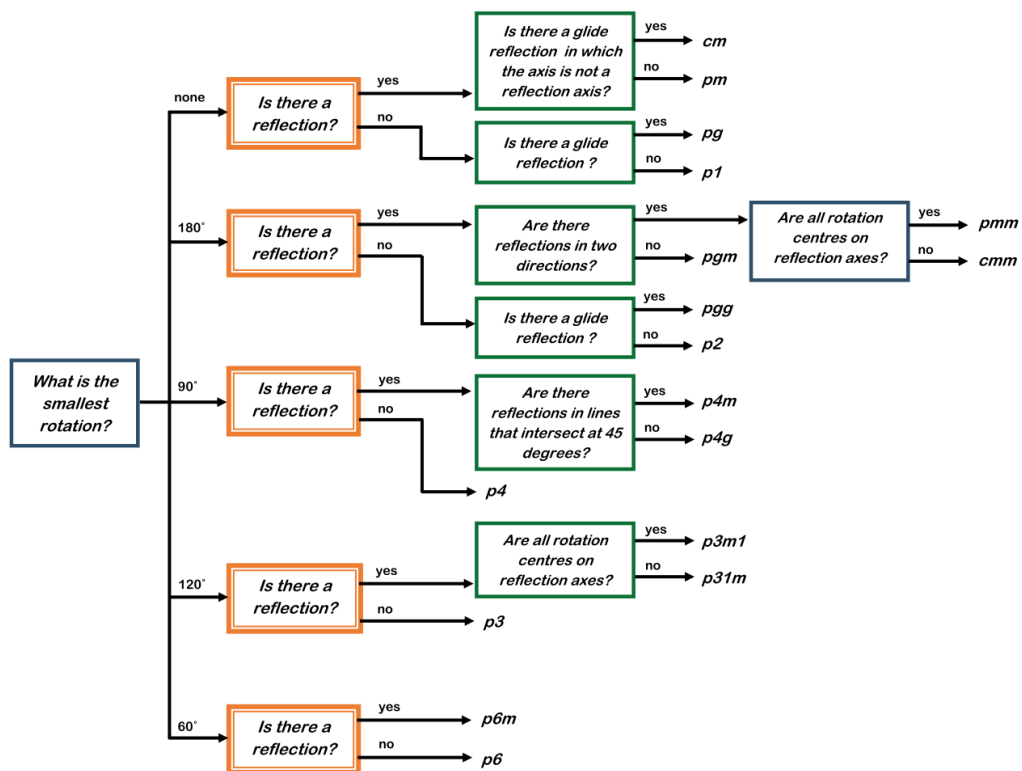 What is the
smallest
rotation?
none
Is there a
reflection?
yes
no
Is there a glide
reflection in which
the axis is not a
reflection axis?
yes
cm
no
pm
Is there a glide
reflection ?
yes
pg
no
p1
180°
Is there a
reflection?
yes
no
Are there
reflections in two
directions?
yes
no
pgm
Are all rotation
centres on
reflection axes?
yes
pmm
no
cmm
Is there a glide
reflection ?
yes
pgg
no
p2
90°
Is there a
reflection?
yes
no
Are there
reflections in lines
that intersect at 45
degrees?
yes
p4m
no
p4g
p4
120°
Is there a
reflection?
yes
no
Are all rotation
centres on
reflection axes?
yes
p3m1
no
p31m
p3
60°
Is there a
reflection?
yes
p6m
no
p6